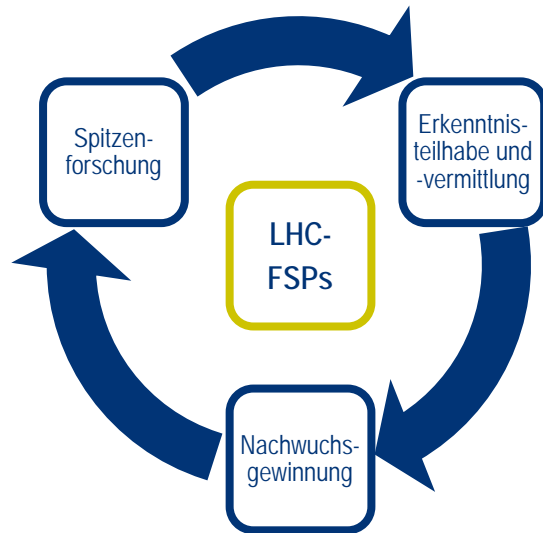 Spitzen-
forschung
Erkenntnis-
teilhabe und
-vermittlung
LHC-
FSPs
Nachwuchs-
gewinnung